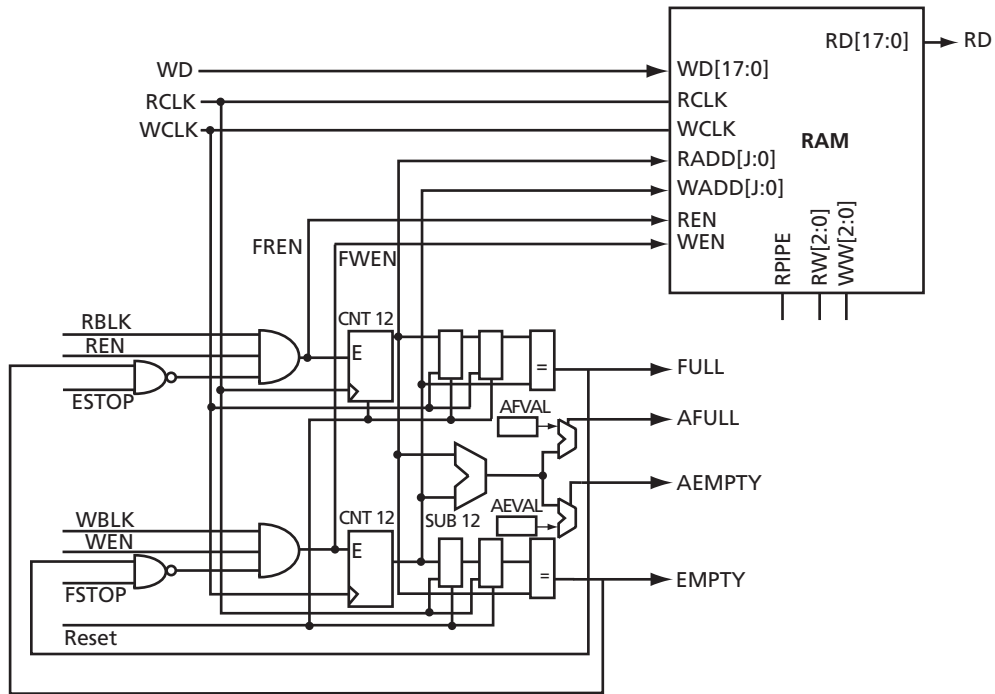 RD[17:0]
RD
WD
WD[17:0]
RCLK
RCLK
WCLK
WCLK
RAM
RADD[J:0]
WADD[J:0]
REN
WEN
RPIPE
RW[2:0]
WW[2:0]
FREN
FWEN
RBLK
REN
ESTOP
CNT 12
E
=
FULL
AFVAL
AFULL
AEMPTY
AEVAL
SUB 12
WBLK
WEN
FSTOP
CNT 12
E
=
EMPTY
Reset